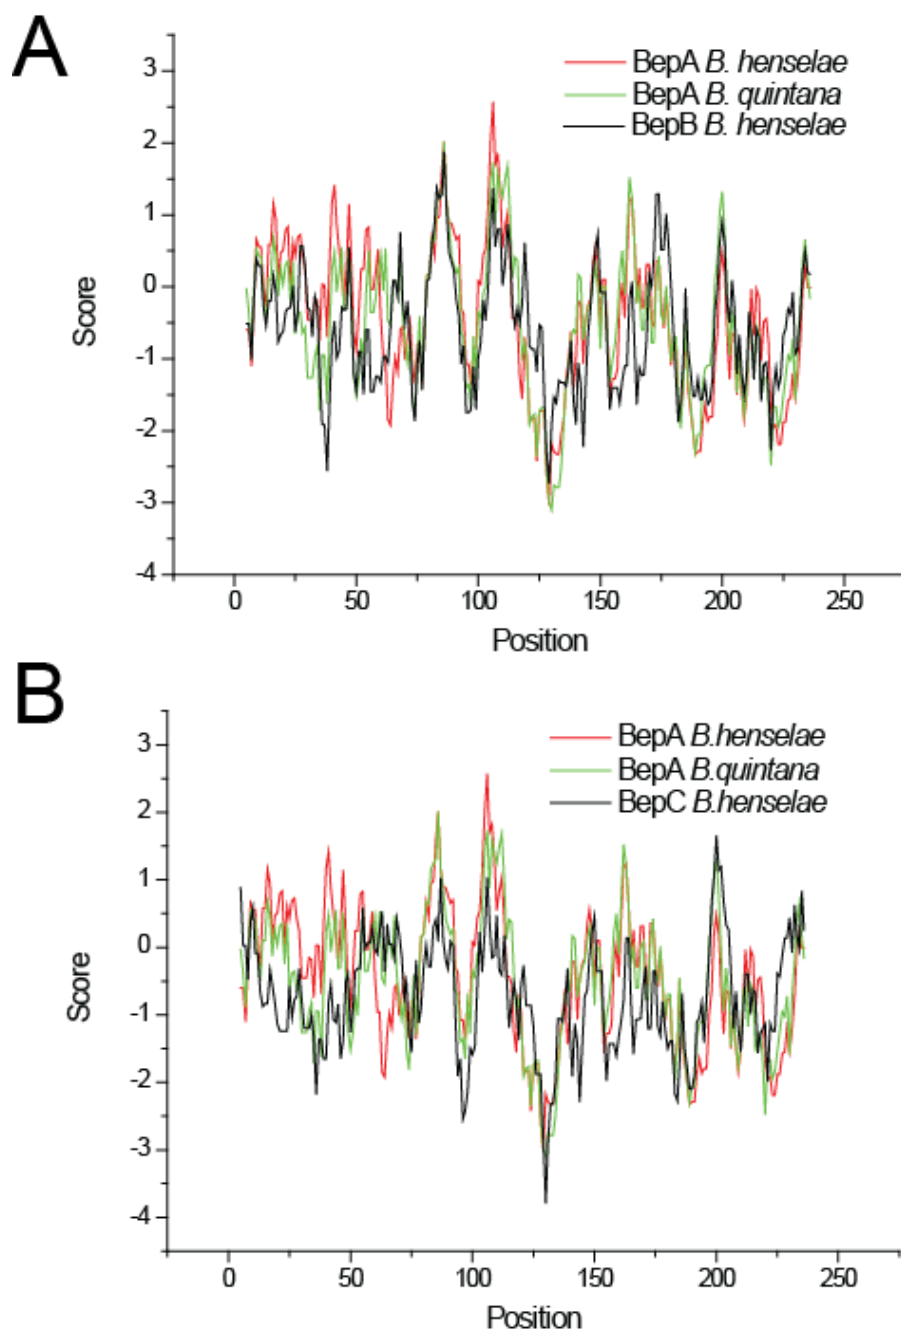 A
3
2
1
0
-1
-2
-3
-4
Score
BepA B. henselae
BepA B. quintana
BepB B. henselae
0 50 100 150 200 250
Position
B
3
2
1
0
-1
-2
-3
-4
Score
BepA B.henselae
BepA B.quintana
BepC B.henselae
0 50 100 150 200 250
Position